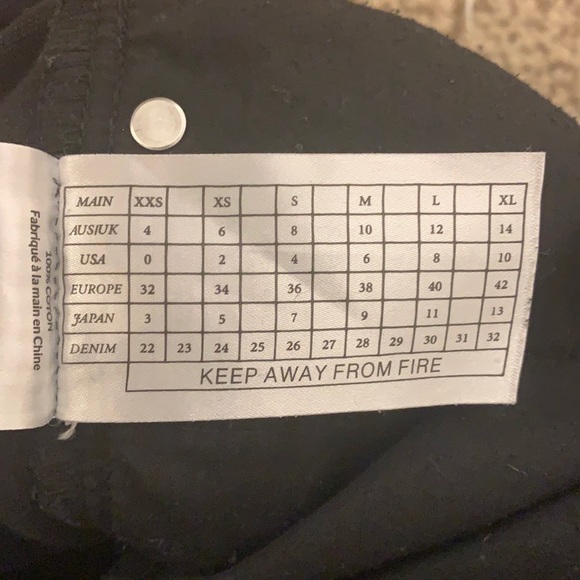 MAIN XXS XS S M L XL
AUS|UK 4 6 8 10 12 14
USA 0 2 4 6 8 10
EUROPE 32 34 36 38 40 42
JAPAN 3 5 7 9 11 13
DENIM 22 23 24 25 26 27 28 29 30 31 32
KEEP AWAY FROM FIRE
100% COTON
Fabriqué à la main en Chine